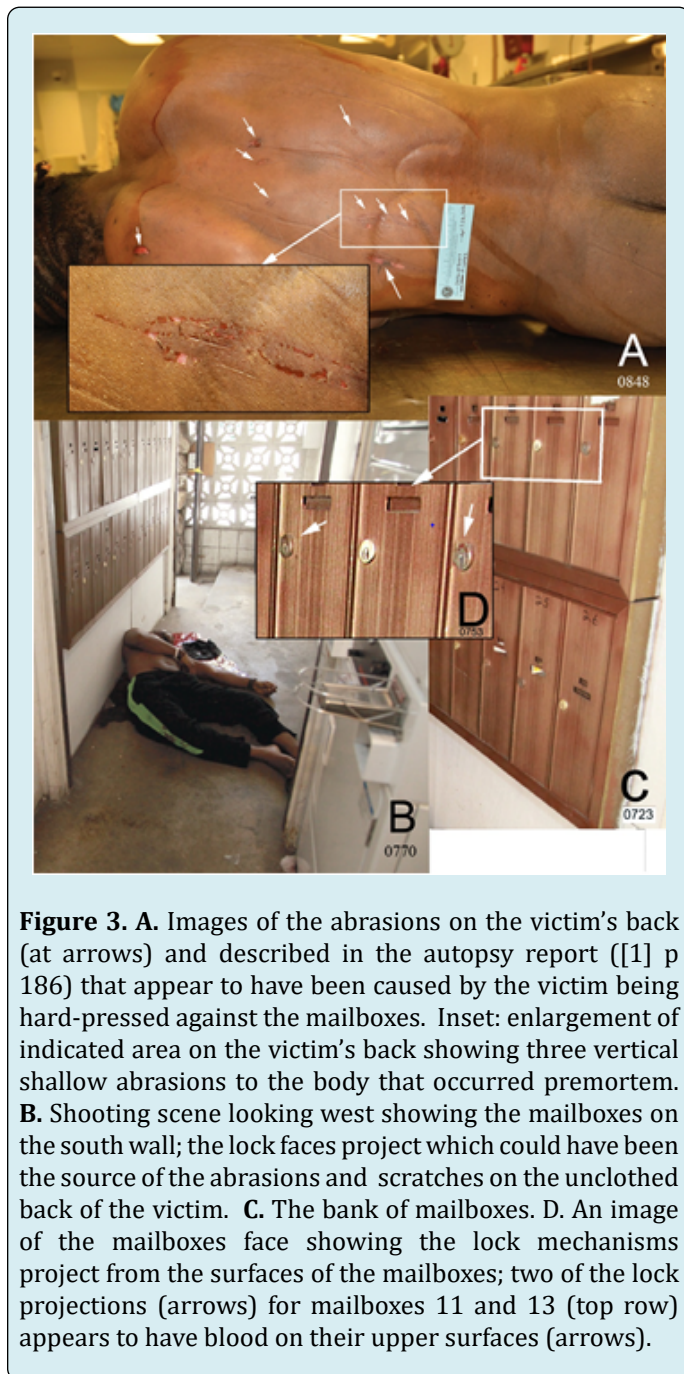 A
0848
D
0753
B
0770
C
0723
Figure 3. A. Images of the abrasions on the victim’s back
(at arrows) and described in the autopsy report ([1] p
186) that appear to have been caused by the victim being
hard-pressed against the mailboxes. Inset: enlargement of
indicated area on the victim’s back showing three vertical
shallow abrasions to the body that occurred premortem.
B. Shooting scene looking west showing the mailboxes on
the south wall; the lock faces project which could have been
the source of the abrasions and scratches on the unclothed
back of the victim. C. The bank of mailboxes. D. An image
of the mailboxes face showing the lock mechanisms
project from the surfaces of the mailboxes; two of the lock
projections (arrows) for mailboxes 11 and 13 (top row)
appears to have blood on their upper surfaces (arrows).